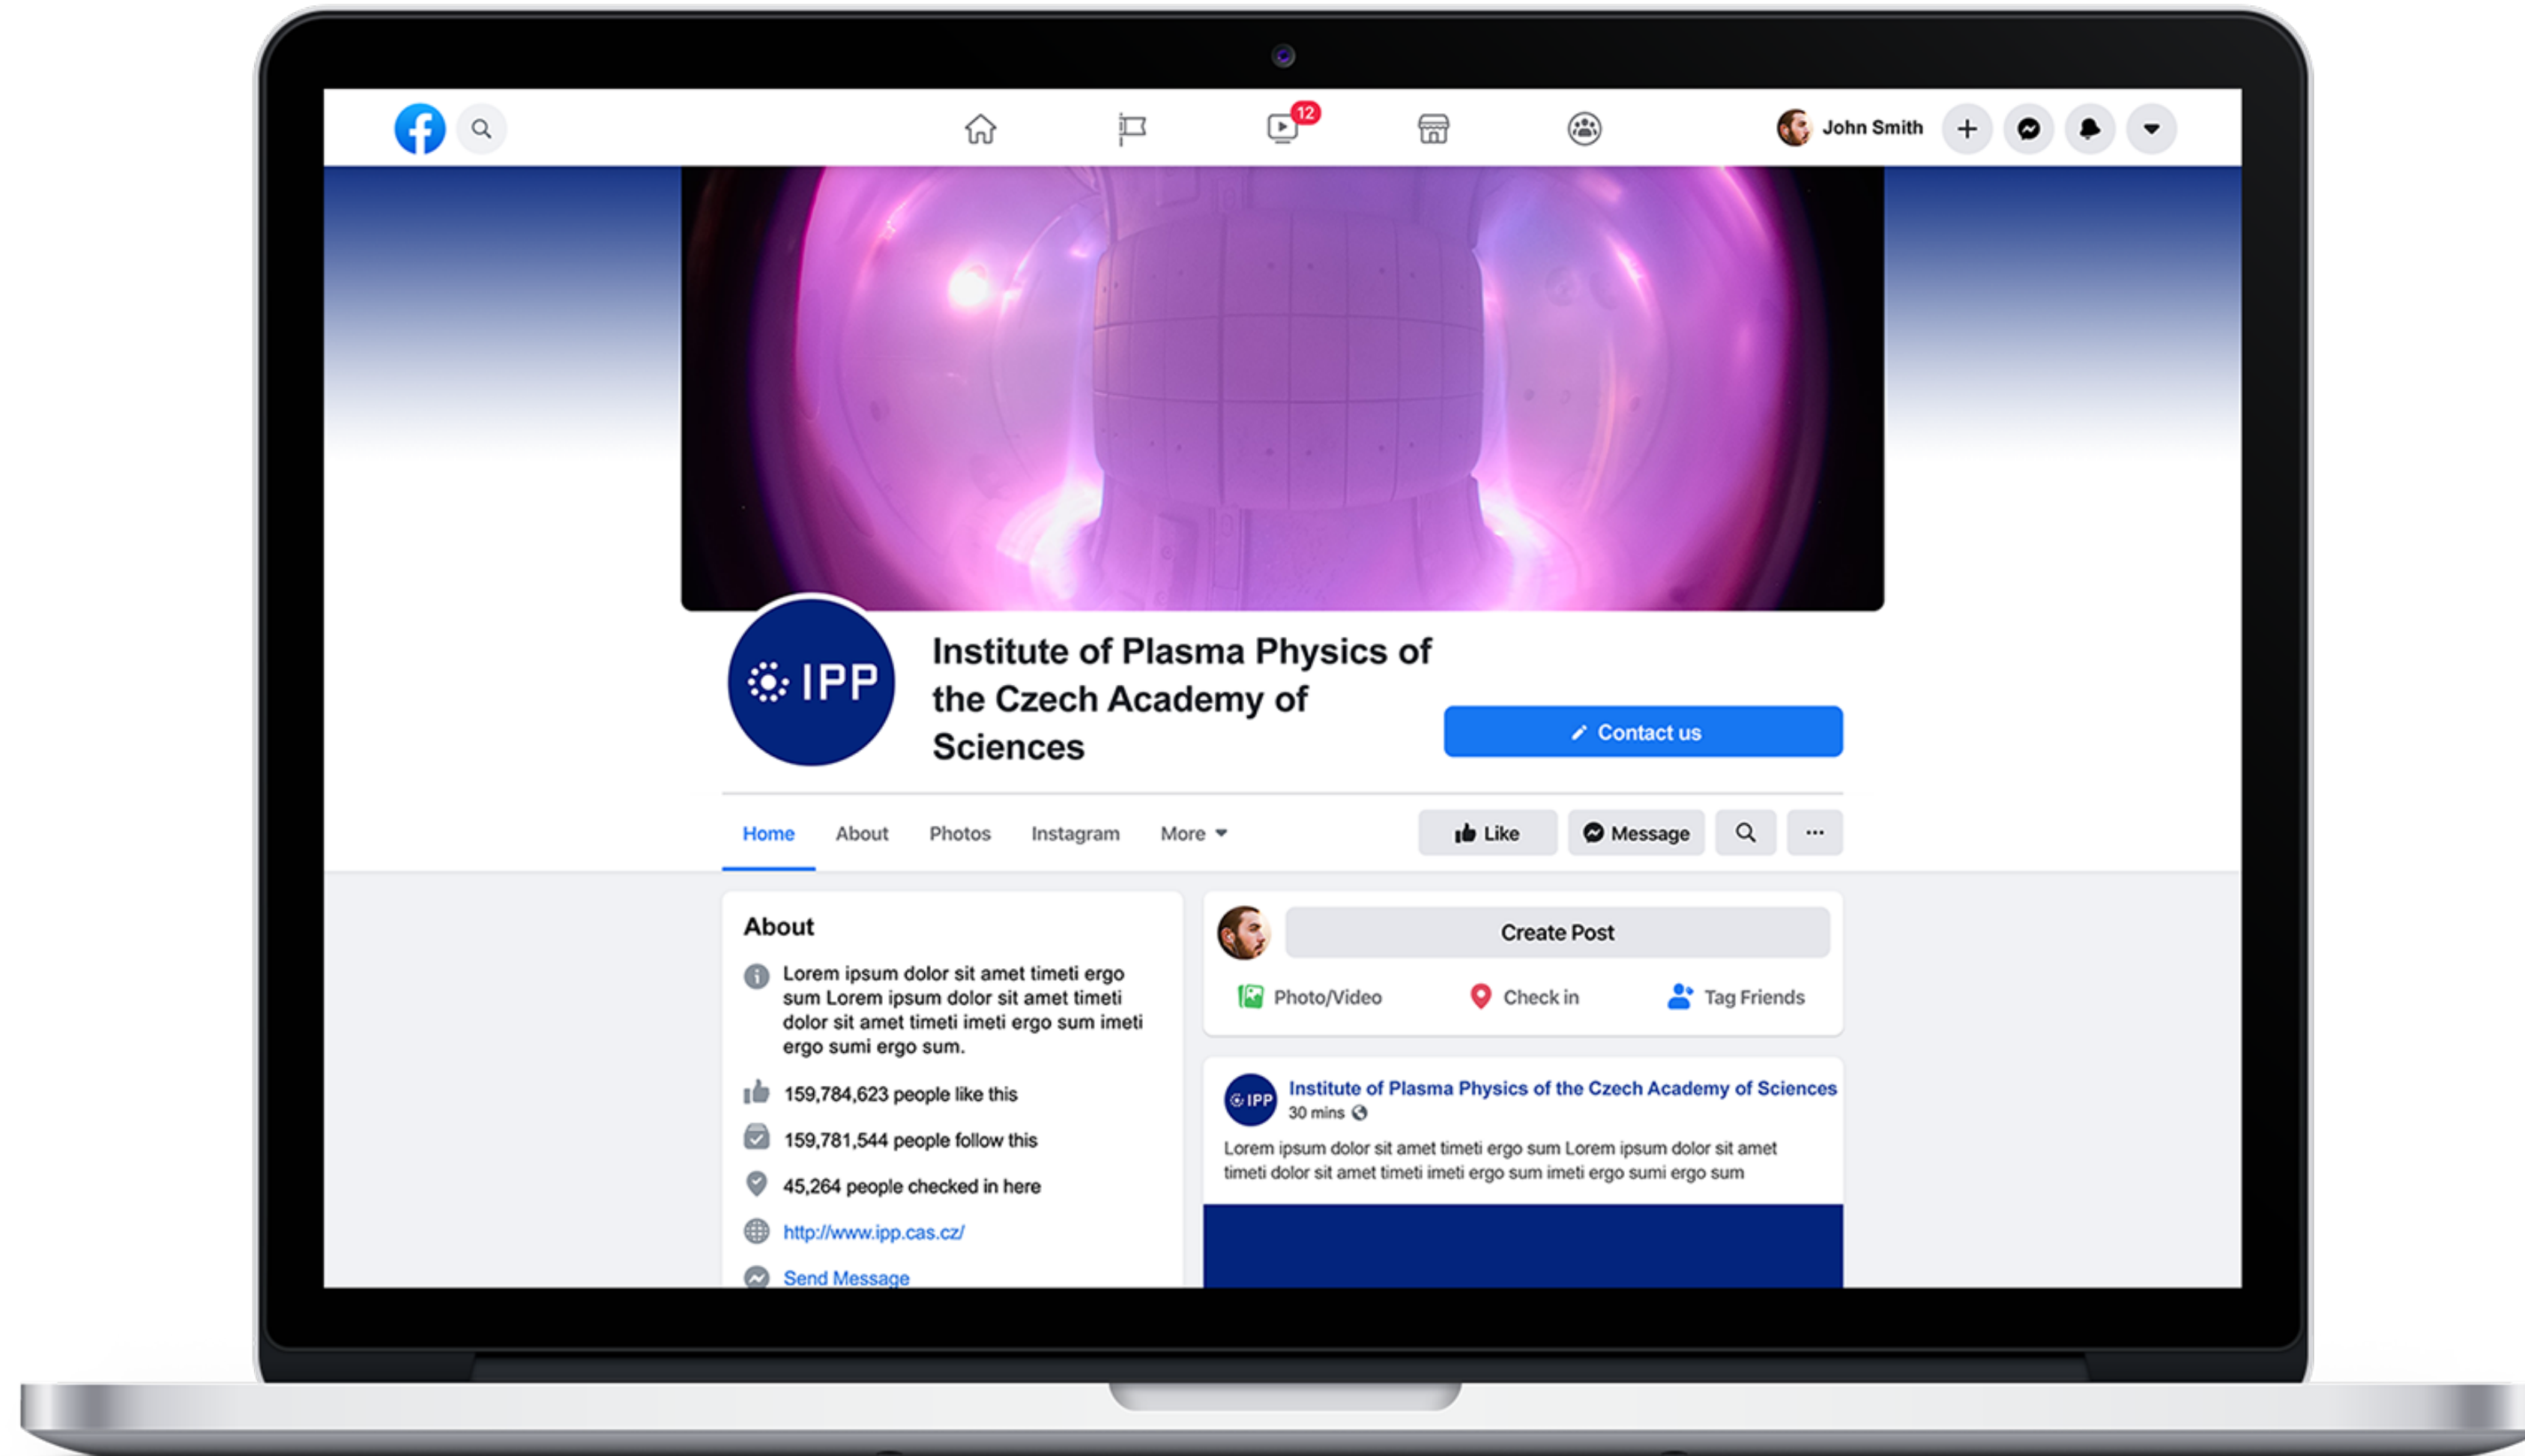 12
John Smith
IPP
Institute of Plasma Physics of
the Czech Academy of
Sciences
Contact us
Home About Photos Instagram More
Like Message
About
Lorem ipsum dolor sit amet timeti ergo
sum Lorem ipsum dolor sit amet timeti
dolor sit amet timeti imeti ergo sum imeti
ergo sumi ergo sum.
159,784,623 people like this
159,781,544 people follow this
45,264 people checked in here
http://www.ipp.cas.cz/
Send Message
Create Post
Photo/Video Check in Tag Friends
IPP
Institute of Plasma Physics of the Czech Academy of Sciences
30 mins
Lorem ipsum dolor sit amet timeti ergo sum Lorem ipsum dolor sit amet
timeti dolor sit amet timeti imeti ergo sum imeti ergo sumi ergo sum